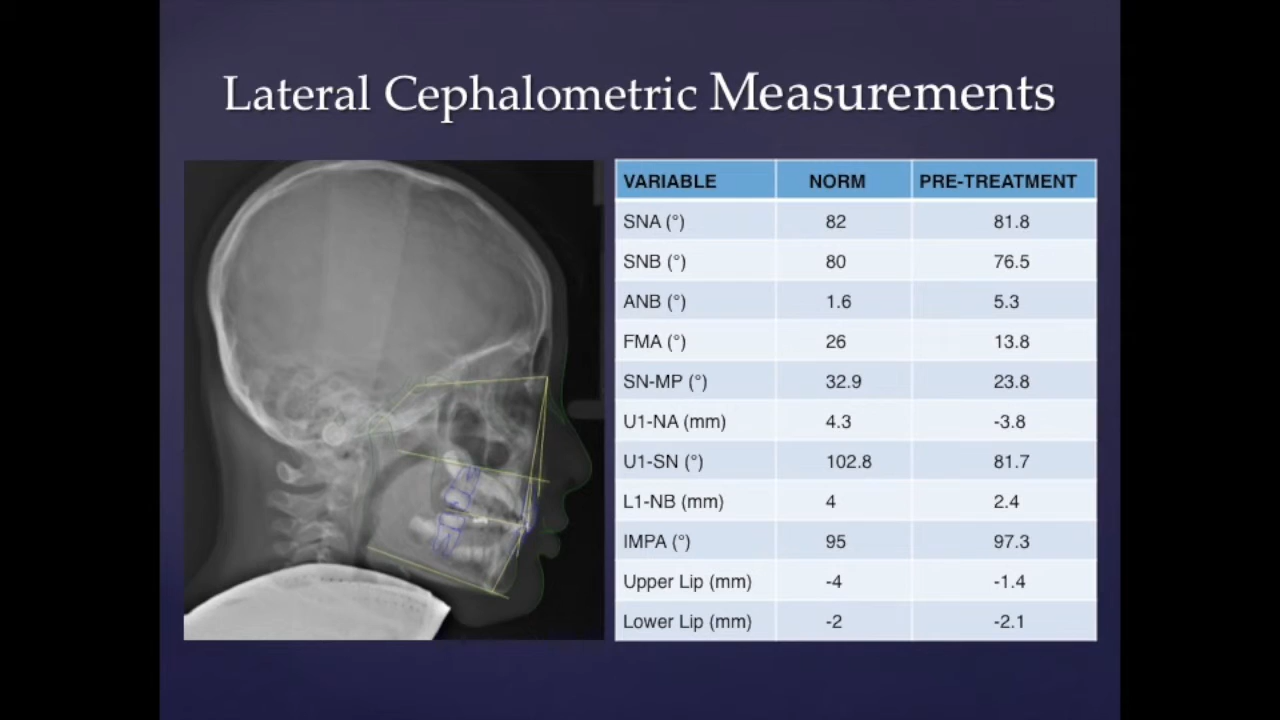 Lateral Cephalometric Measurements
VARIABLE NORM PRE-TREATMENT
SNA (°) 82 81.8
SNB (°) 80 76.5
ANB (°) 1.6 5.3
FMA (°) 26 13.8
SN-MP (°) 32.9 23.8
U1-NA (mm) 4.3 -3.8
U1-SN (°) 102.8 81.7
L1-NB (mm) 4 2.4
IMPA (°) 95 97.3
Upper Lip (mm) -4 -1.4
Lower Lip (mm) -2 -2.1